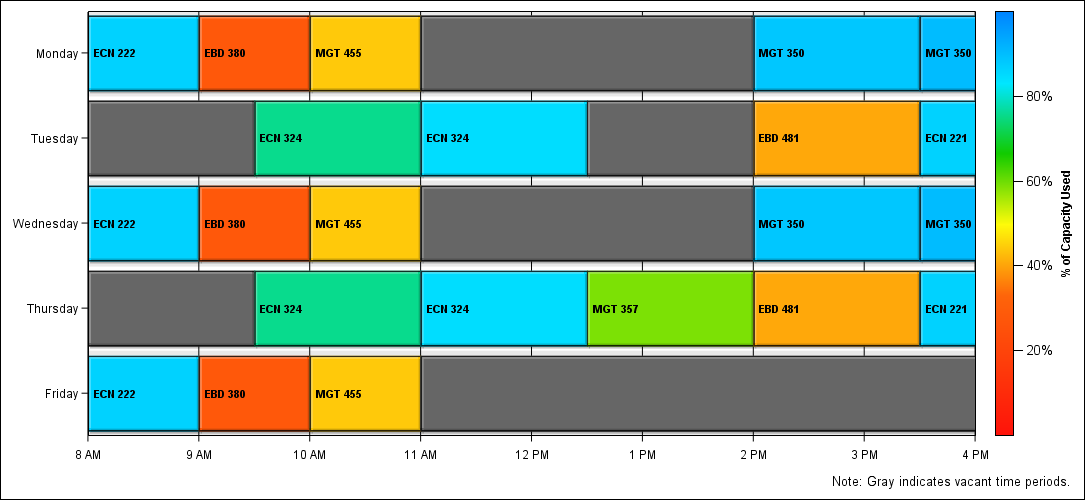 Monday ECN 222 EBD 380 MGT 455 MGT 350 MGT 350
Tuesday ECN 324 ECN 324 EBD 481 ECN 221
Wednesday ECN 222 EBD 380 MGT 455 MGT 350 MGT 350
Thursday ECN 324 ECN 324 MGT 357 EBD 481 ECN 221
Friday ECN 222 EBD 380 MGT 455
8 AM 9 AM 10 AM 11 AM 12 PM 1 PM 2 PM 3 PM 4 PM
80%
60%
40%
20%
% of Capacity Used
Note: Gray indicates vacant time periods.